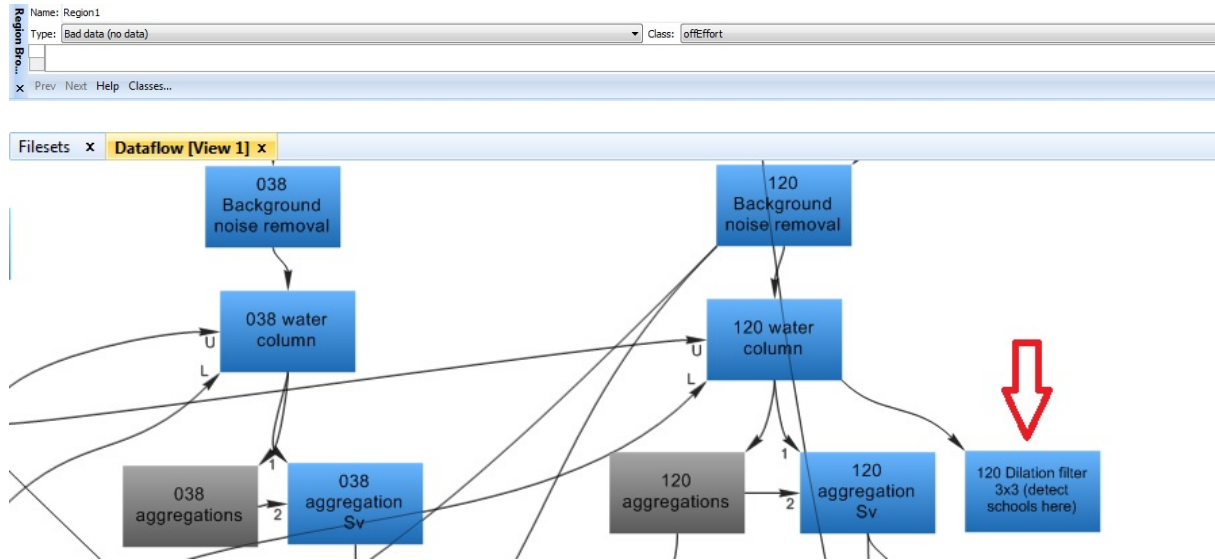 Region Bro...
Name: Region1
Type: Bad data (no data) Class: offEffort
x Prev Next Help Classes...
Filesets x Dataflow [View 1] x
038
Background
noise removal
120
Background
noise removal
038 water
column
U
L
120 water
column
U
L
038
aggregations
1
2
038
aggregation
Sv
120
aggregations
1
2
120
aggregation
Sv
120 Dilation filter
3x3 (detect
schools here)